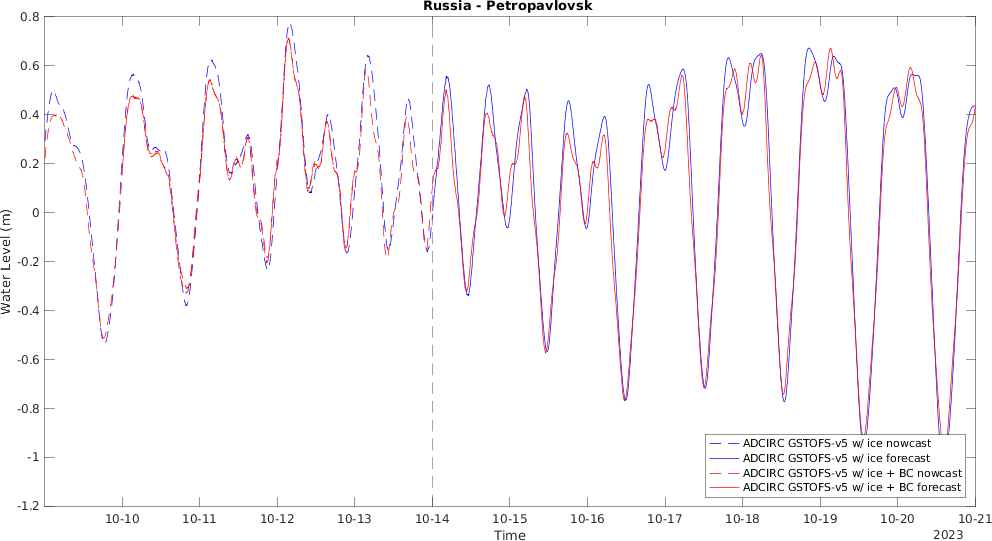 Russia - Petropavlovsk
0.8
0.6
0.4
0.2
0
-0.2
-0.4
-0.6
-0.8
-1
-1.2
Water Level (m)
ADCIRC GSTOFS-v5 w/ ice nowcast
ADCIRC GSTOFS-v5 w/ ice forecast
ADCIRC GSTOFS-v5 w/ ice + BC nowcast
ADCIRC GSTOFS-v5 w/ ice + BC forecast
10-10 10-11 10-12 10-13 10-14 10-15 10-16 10-17 10-18 10-19 10-20 10-21
Time
2023